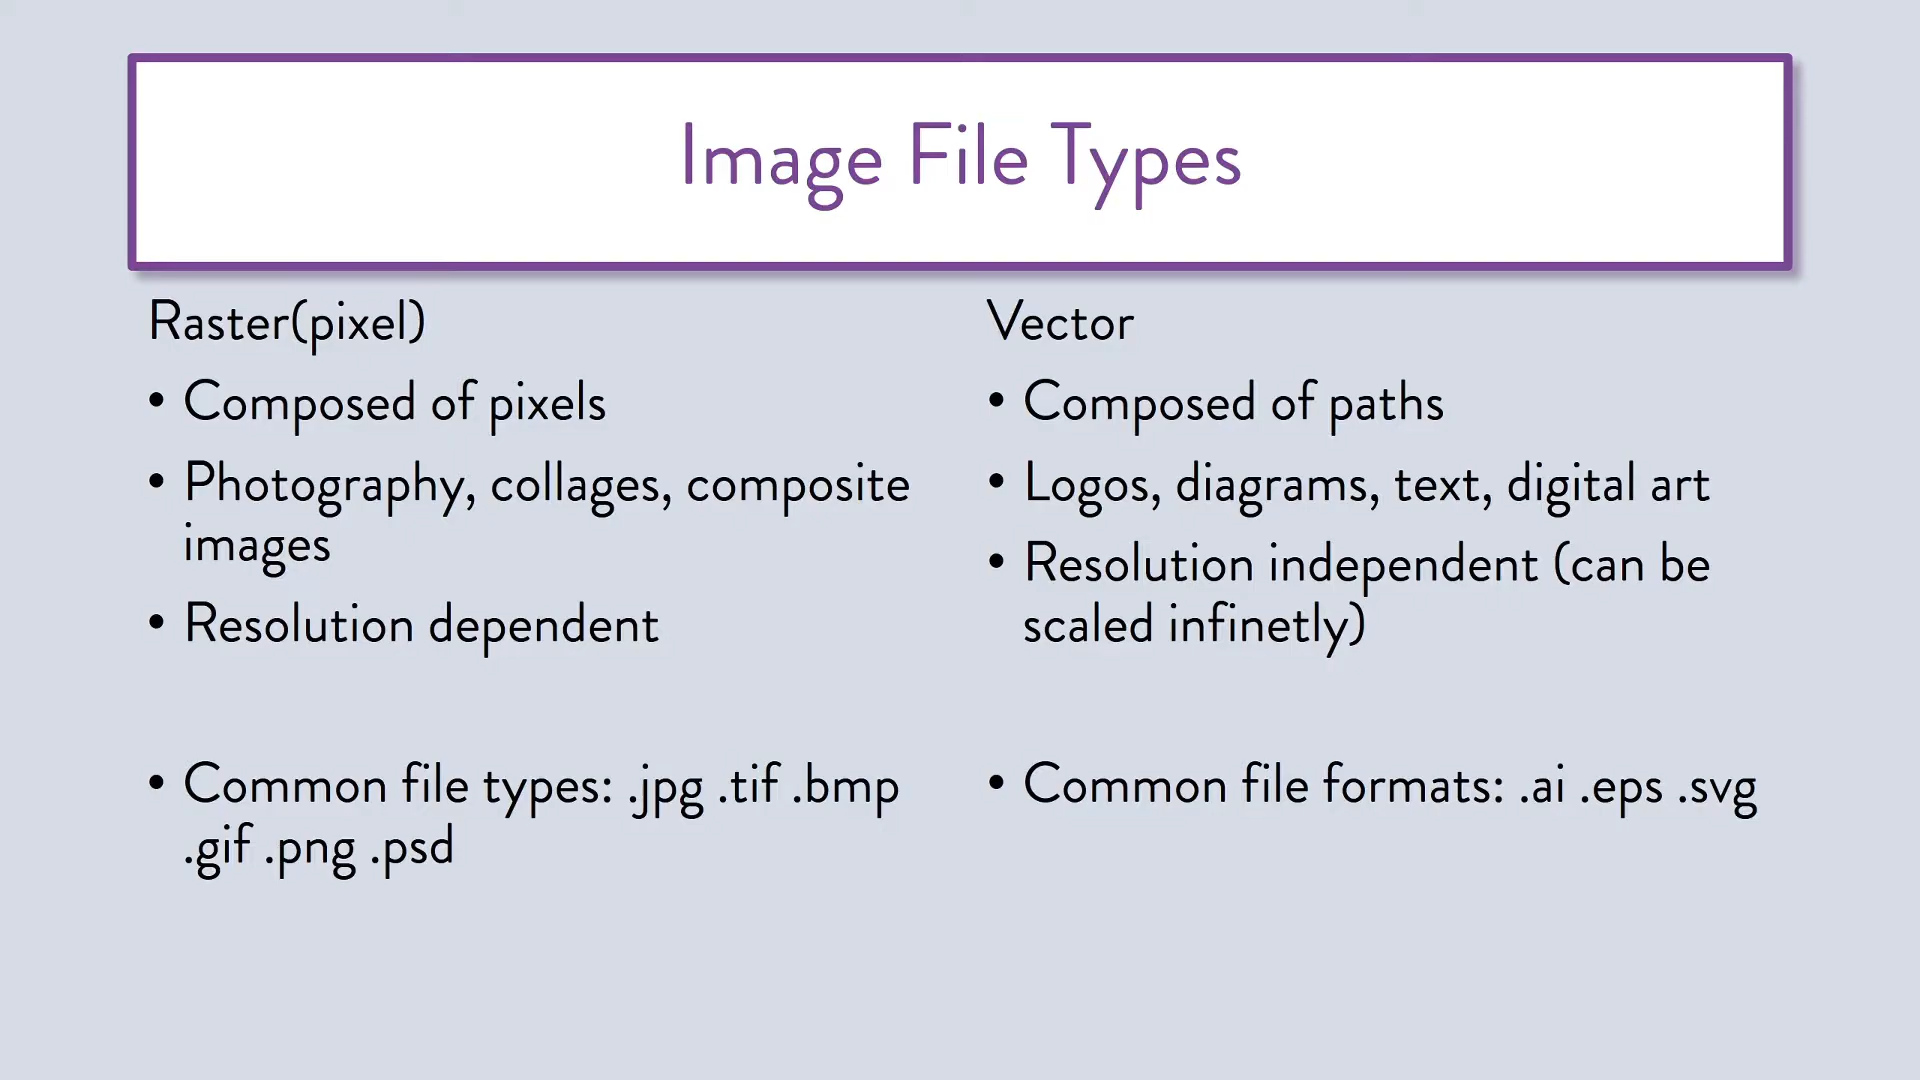 Image File Types
Raster(pixel)
• Composed of pixels
• Photography, collages, composite
images
• Resolution dependent
• Common file types: .jpg .tif .bmp
.gif .png .psd
Vector
• Composed of paths
• Logos, diagrams, text, digital art
• Resolution independent (can be
scaled infinetly)
• Common file formats: .ai .eps .svg